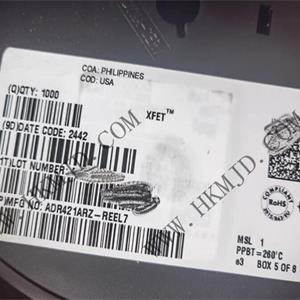 COA: PHILIPPINES
COD: USA
(Q)QTY: 1000
XFET™
(9D)DATE CODE: 2442
(1T)LOT NUMBER:
(P)MFG NO: ADR421ARZ-REEL7
COMPLIANT
RoHS
MSL 1
PPBT=260°C
e3 BOX 5 OF 8
WWW.HKMJD.COM
WWW.HKMJD.COM